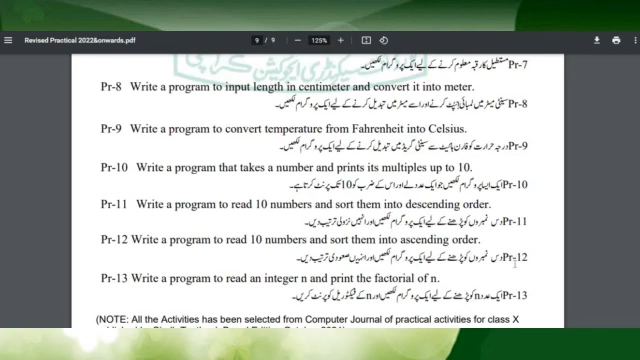 Revised Practical 2022&onwards.pdf
9 / 9
125%
Pr-7 مستطیل کا رقبہ معلوم کرنے کے لیے ایک پروگرام لکھیں۔
Pr-8 Write a program to input length in centimeter and convert it into meter.
Pr-8 سینٹی میٹر میں لمبائی اِنپٹ کرنے اور اسے میٹر میں تبدیل کرنے کے لیے ایک پروگرام لکھیں۔
Pr-9 Write a program to convert temperature from Fahrenheit into Celsius.
Pr-9 درجہ حرارت کو فارن ہائیٹ سے سینٹی گریڈ میں تبدیل کرنے کے لیے ایک پروگرام لکھیں۔
Pr-10 Write a program that takes a number and prints its multiples up to 10.
Pr-10 ایک ایسا پروگرام لکھیں جو ایک عدد لے اور اس کے ضرب کو 10 تک پرنٹ کرتا ہے۔
Pr-11 Write a program to read 10 numbers and sort them into descending order.
Pr-11 دس نمبروں کو پڑھنے کے لیے ایک پروگرام لکھیں اور انہیں نزولی ترتیب دیں۔
Pr-12 Write a program to read 10 numbers and sort them into ascending order.
Pr-12 دس نمبروں کو پڑھنے کے لیے ایک پروگرام لکھیں اور انہیں صعودی ترتیب دیں۔
Pr-13 Write a program to read an integer n and print the factorial of n.
Pr-13 ایک عدد n کو پڑھنے کے لیے ایک پروگرام لکھیں اور n کے فیکٹوریل کو پرنٹ کریں۔
(NOTE: All the Activities has been selected from Computer Journal of practical activities for class X